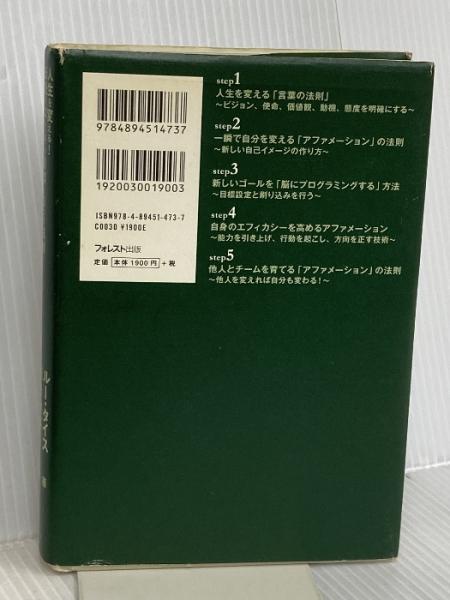 人生を変える!
ルー・タイス 著
9784894514737
1920030019003
ISBN978-4-89451-473-7
C0030 ¥1900E
フォレスト出版
定価 本体1900円 +税
step1
人生を変える「言葉の法則」
~ビジョン、使命、価値観、動機、態度を明確にする~
step2
一瞬で自分を変える「アファメーション」の法則
~新しい自己イメージの作り方~
step3
新しいゴールを「脳にプログラミングする」方法
~目標設定と刷り込みを行う~
step4
自身のエフィカシーを高めるアファメーション
~能力を引き上げ、行動を起こし、方向を正す技術~
step5
他人とチームを育てる「アファメーション」の法則
~他人を変えれば自分も変わる!~